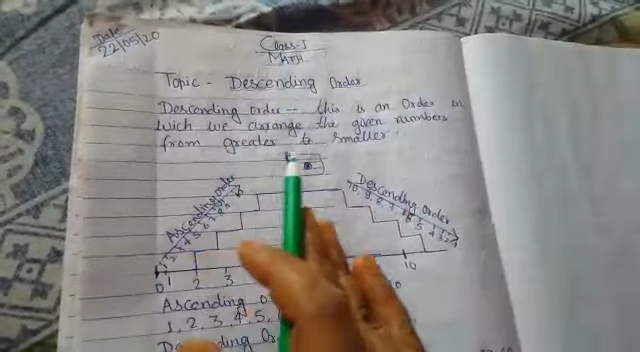 Date
22/05/20
Class-I
MATH
Topic - Descending Order
Descending order - this is an Order in
wich we arrange the given numbers
from greater to smaller.
Ascending order
Descending order
0 1 2 3 10
Ascending O
1, 2, 3, 4, 5,
Descending Or